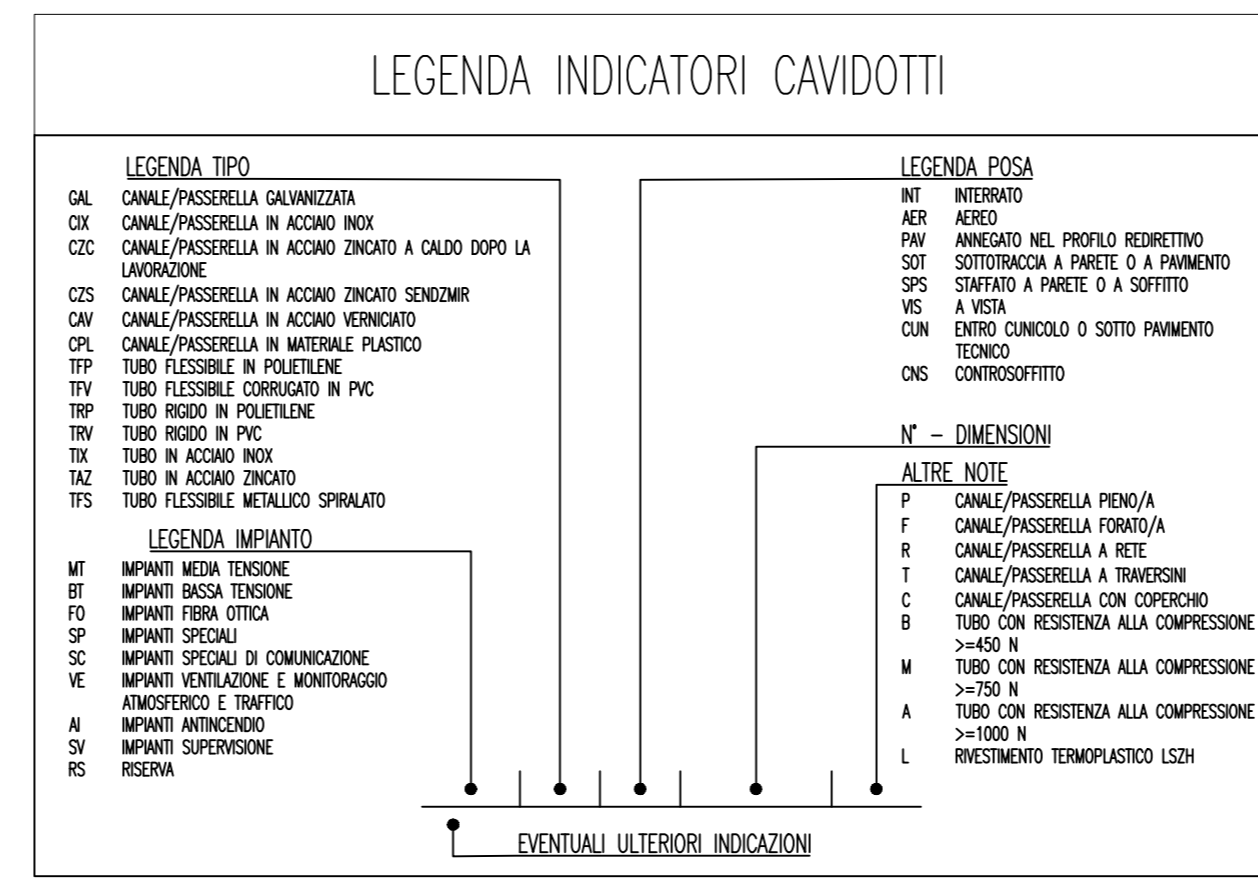 LEGENDA INDICATORI CAVIDOTTI
LEGENDA TIPO
GAL CANALE/PASSERELLA GALVANIZZATA
CIX CANALE/PASSERELLA IN ACCIAIO INOX
CZC CANALE/PASSERELLA IN ACCIAIO ZINCATO A CALDO DOPO LA
LAVORAZIONE
CZS CANALE/PASSERELLA IN ACCIAIO ZINCATO SENDZMIR
CAV CANALE/PASSERELLA IN ACCIAIO VERNICIATO
CPL CANALE/PASSERELLA IN MATERIALE PLASTICO
TFP TUBO FLESSIBILE IN POLIETILENE
TFV TUBO FLESSIBILE CORRUGATO IN PVC
TRP TUBO RIGIDO IN POLIETILENE
TRV TUBO RIGIDO IN PVC
TIX TUBO IN ACCIAIO INOX
TAZ TUBO IN ACCIAIO ZINCATO
TFS TUBO FLESSIBILE METALLICO SPIRALATO
LEGENDA IMPIANTO
MT IMPIANTI MEDIA TENSIONE
BT IMPIANTI BASSA TENSIONE
FO IMPIANTI FIBRA OTTICA
SP IMPIANTI SPECIALI
SC IMPIANTI SPECIALI DI COMUNICAZIONE
VE IMPIANTI VENTILAZIONE E MONITORAGGIO
ATMOSFERICO E TRAFFICO
AI IMPIANTI ANTINCENDIO
SV IMPIANTI SUPERVISIONE
RS RISERVA
LEGENDA POSA
INT INTERRATO
AER AEREO
PAV ANNEGATO NEL PROFILO REDIRETTIVO
SOT SOTTOTRACCIA A PARETE O A PAVIMENTO
SPS STAFFATO A PARETE O A SOFFITTO
VIS A VISTA
CUN ENTRO CUNICOLO O SOTTO PAVIMENTO
TECNICO
CNS CONTROSOFFITTO
N° - DIMENSIONI
ALTRE NOTE
P CANALE/PASSERELLA PIENO/A
F CANALE/PASSERELLA FORATO/A
R CANALE/PASSERELLA A RETE
T CANALE/PASSERELLA A TRAVERSINI
C CANALE/PASSERELLA CON COPERCHIO
B TUBO CON RESISTENZA ALLA COMPRESSIONE
>=450 N
M TUBO CON RESISTENZA ALLA COMPRESSIONE
>=750 N
A TUBO CON RESISTENZA ALLA COMPRESSIONE
>=1000 N
L RIVESTIMENTO TERMOPLASTICO LSZH
EVENTUALI ULTERIORI INDICAZIONI